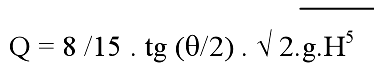 Q = 8 /15 . tg (θ/2) . √ 2.g.H⁵